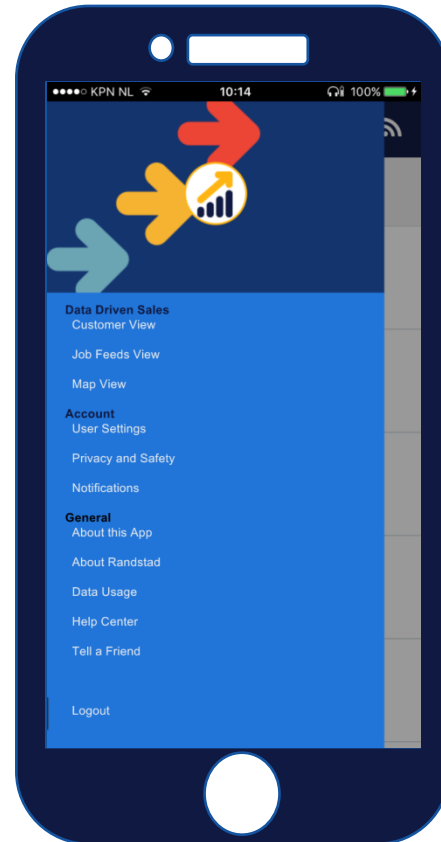 KPN NL 10:14 100%
Data Driven Sales
Customer View
Job Feeds View
Map View
Account
User Settings
Privacy and Safety
Notifications
General
About this App
About Randstad
Data Usage
Help Center
Tell a Friend
Logout